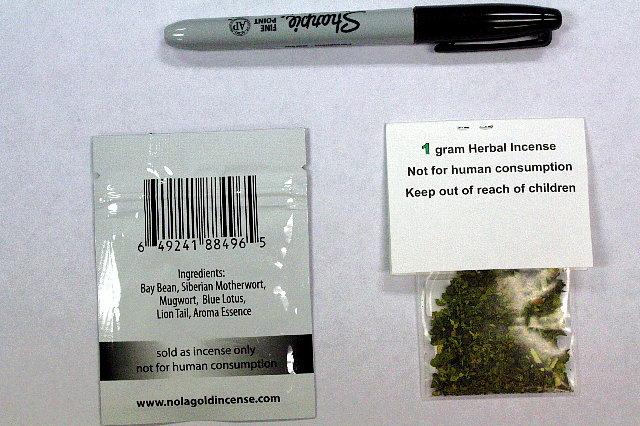 Sharpie.
FINE
POINT
AP
1 gram Herbal Incense
Not for human consumption
Keep out of reach of children
6 49241 88496 5
Ingredients:
Bay Bean, Siberian Motherwort,
Mugwort, Blue Lotus,
Lion Tail, Aroma Essence
sold as incense only
not for human consumption
www.nolagoldincense.com